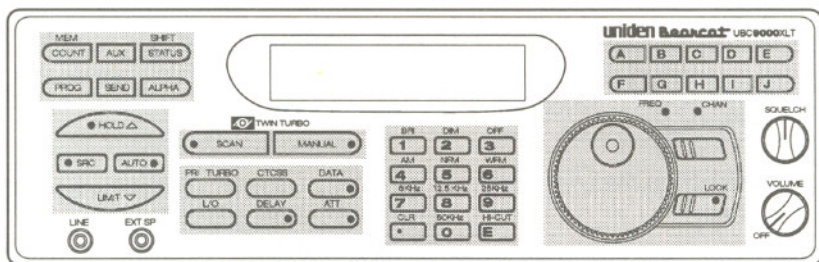 MEM SHIFT
COUNT AUX STATUS
PROG SEND ALPHA
HOLD △
SRC AUTO
LIMIT ▽
LINE EXT SP
TWIN TURBO
SCAN MANUAL
PRI TURBO CTCSS DATA
L/O DELAY ATT
BRI DIM OFF
1 2 3
AM NFM WFM
4 5 6
5KHz 12.5 KHz 25KHz
7 8 9
CLR 50KHz HI-CUT
. 0 E
uniden Bearcat UBC9000XLT
A B C D E
F G H I J
FREQ CHAN
LOCK
SQUELCH
VOLUME
OFF